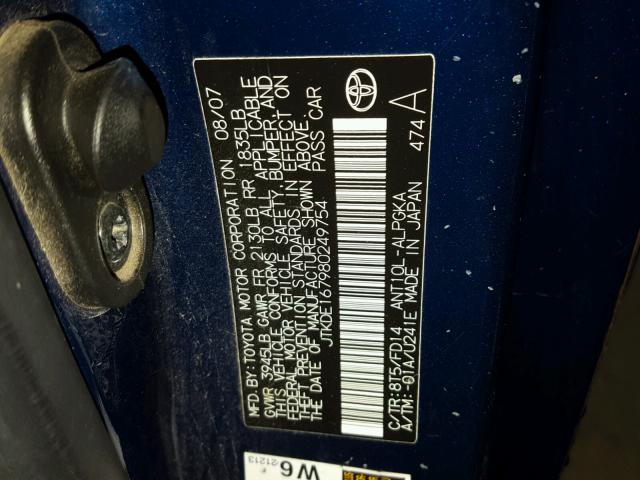 MFD.BY:TOYOTA MOTOR CORPORATION 08/07
GVWR 3945LB GAWR FR 2130LB RR 1835LB
THIS VEHICLE CONFORMS TO ALL APPLICABLE
FEDERAL MOTOR VEHICLE SAFETY, BUMPER, AND
THEFT PREVENTION STANDARDS IN EFFECT ON
THE DATE OF MANUFACTURE SHOWN ABOVE.
JTKDE167980249754 PASS CAR
C/TR:8T5/FD14 ANT10L-ALPGKA
A/TM:-01A/U241E MADE IN JAPAN 474 A
W6
F
21213